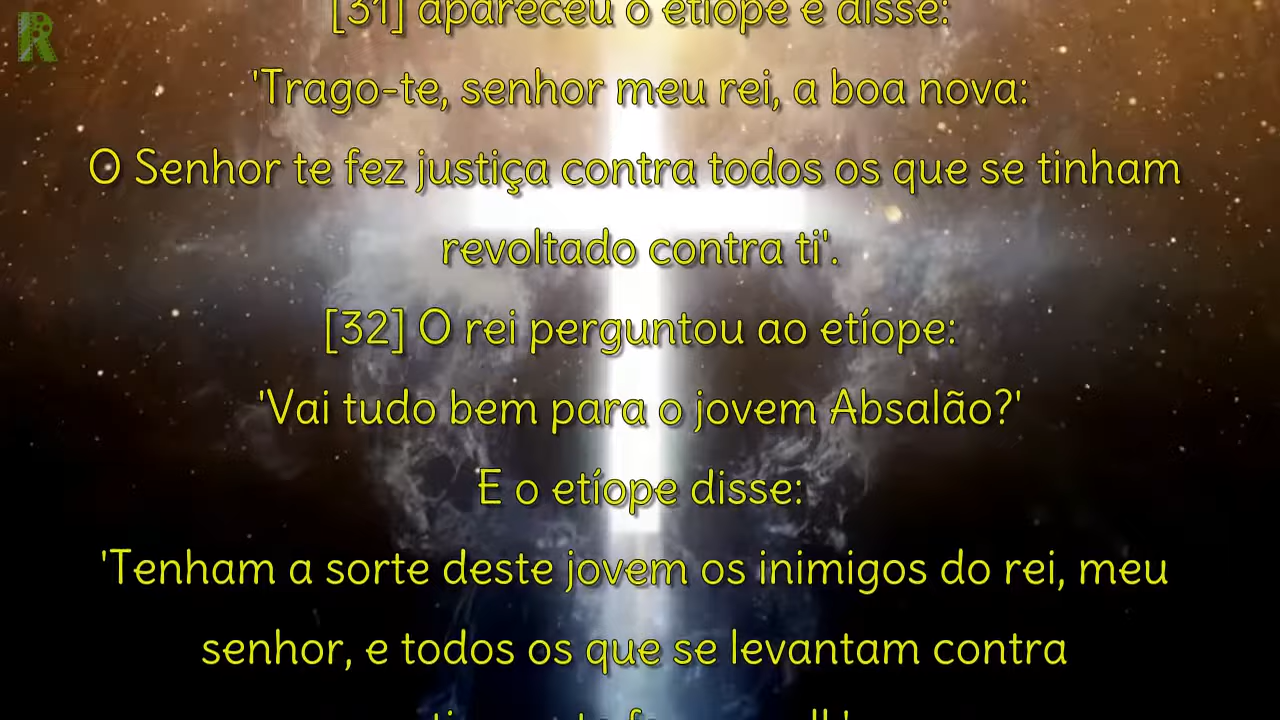 R
[31] apareceu o etíope e disse:
'Trago-te, senhor meu rei, a boa nova:
O Senhor te fez justiça contra todos os que se tinham
revoltado contra ti'.
[32] O rei perguntou ao etíope:
'Vai tudo bem para o jovem Absalão?'
E o etíope disse:
'Tenham a sorte deste jovem os inimigos do rei, meu
senhor, e todos os que se levantam contra